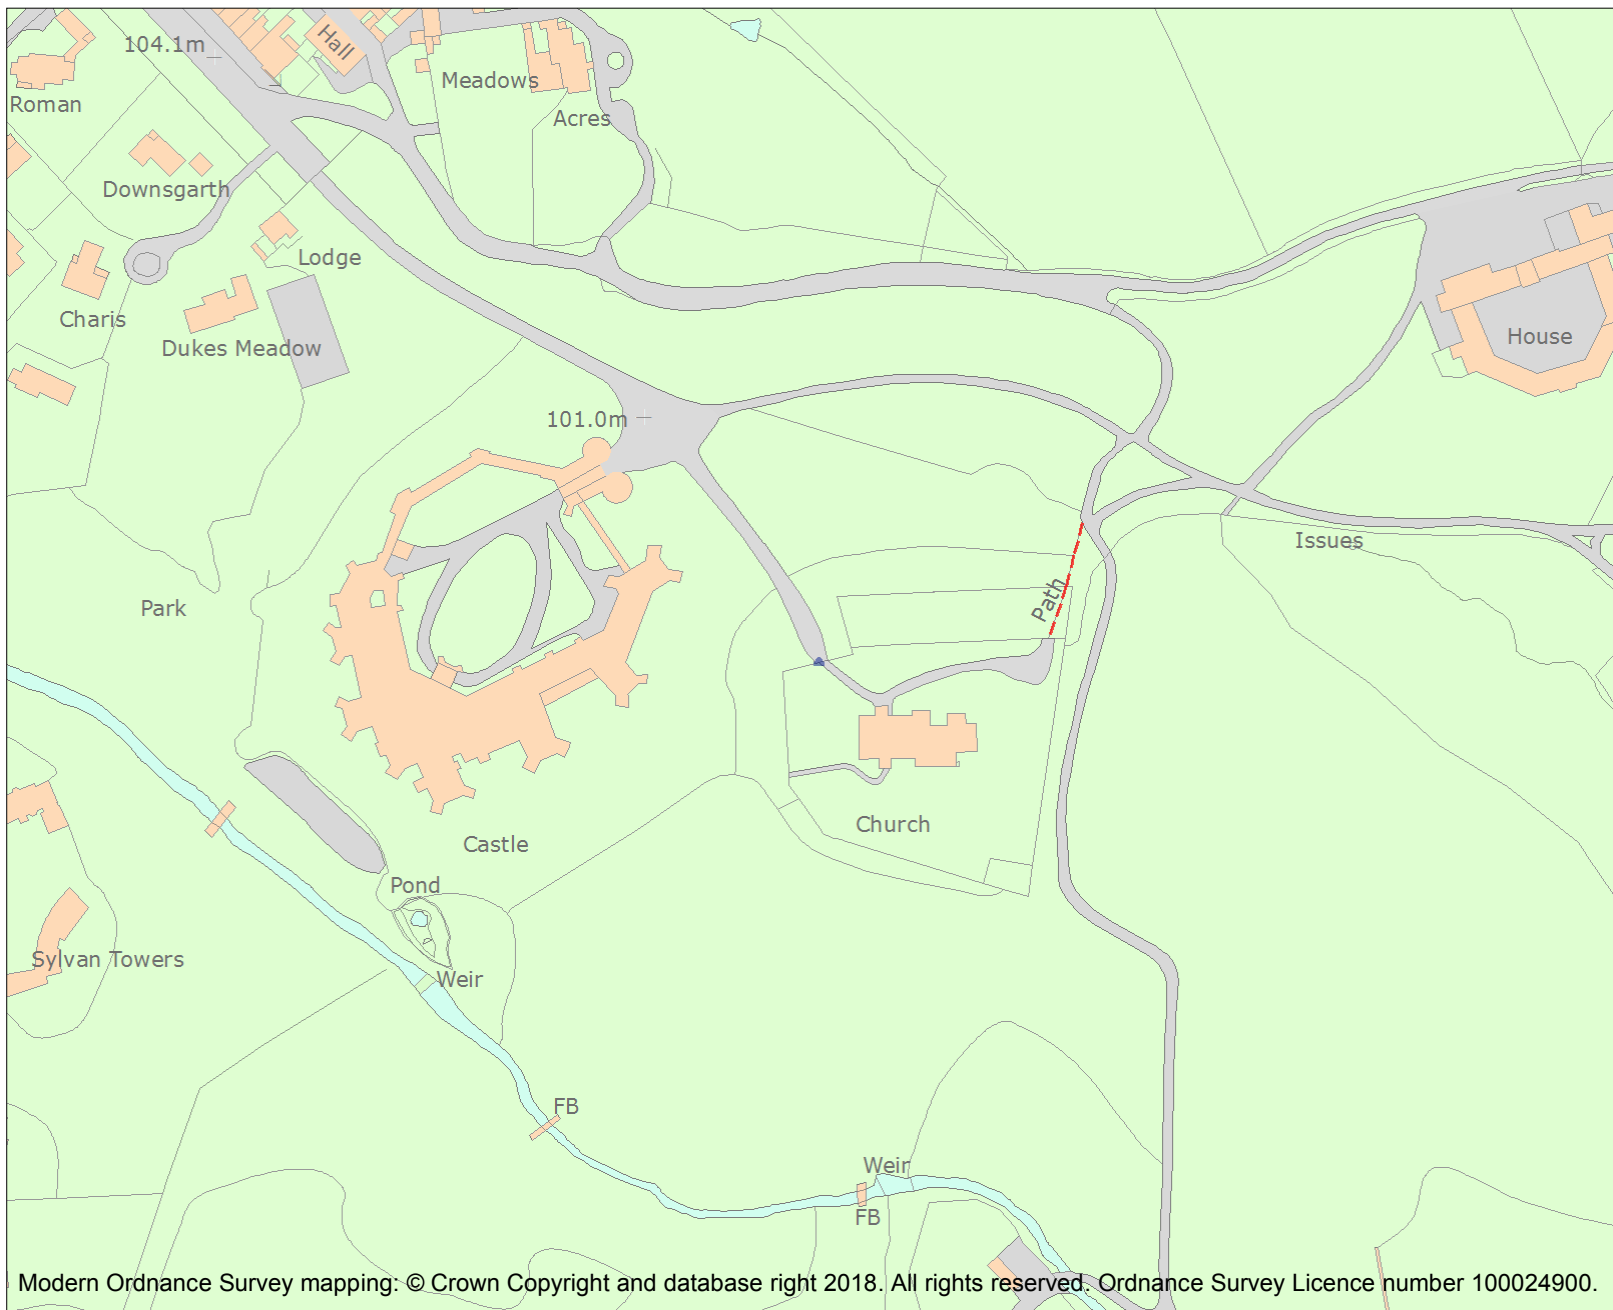 104.1m
Hall
Meadows
Roman
Acres
Downsgarth
Lodge
Charis
Dukes Meadow
House
101.0m
Issues
Path
Park
Church
Castle
Pond
Sylvan Towers
Weir
FB
Weir
FB
Modern Ordnance Survey mapping: © Crown Copyright and database right 2018. All rights reserved. Ordnance Survey Licence number 100024900.